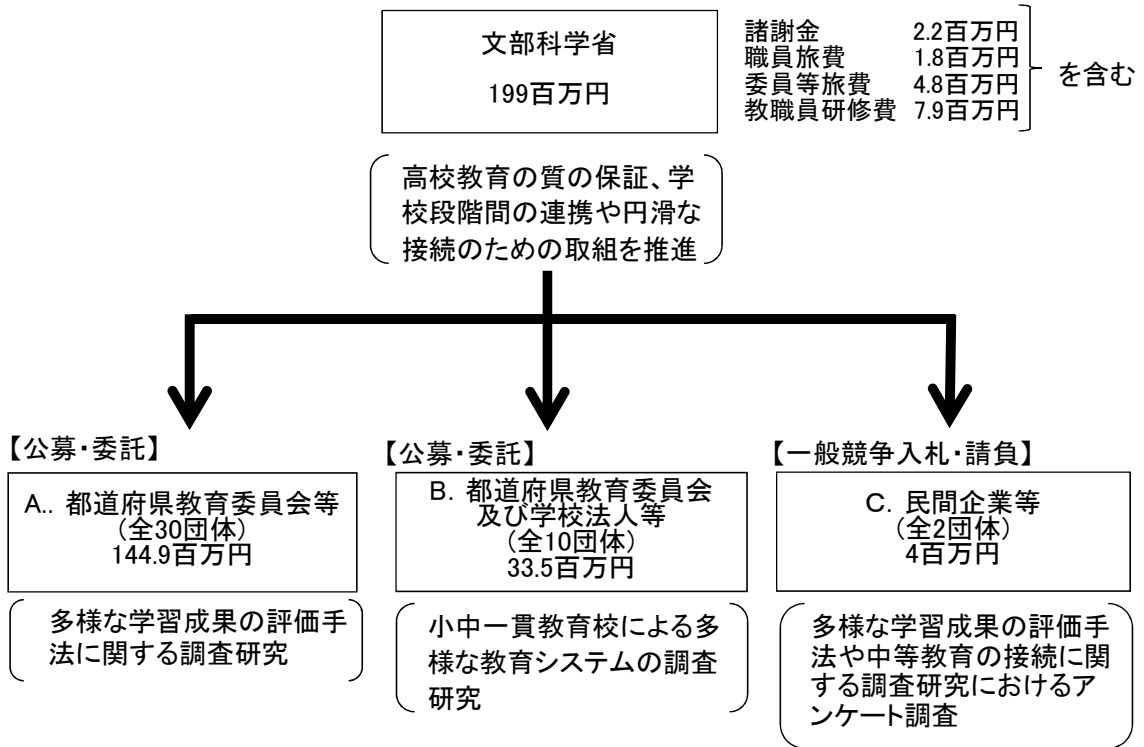 文部科学省
199百万円
諸謝金 2.2百万円
職員旅費 1.8百万円
委員等旅費 4.8百万円
教職員研修費 7.9百万円
を含む
高校教育の質の保証、学
校段階間の連携や円滑な
接続のための取組を推進
【公募・委託】
A.. 都道府県教育委員会等
(全30団体)
144.9百万円
多様な学習成果の評価手
法に関する調査研究
【公募・委託】
B. 都道府県教育委員会
及び学校法人等
(全10団体)
33.5百万円
小中一貫教育校による多
様な教育システムの調査
研究
【一般競争入札・請負】
C. 民間企業等
(全2団体)
4百万円
多様な学習成果の評価手
法や中等教育の接続に関
する調査研究におけるア
ンケート調査